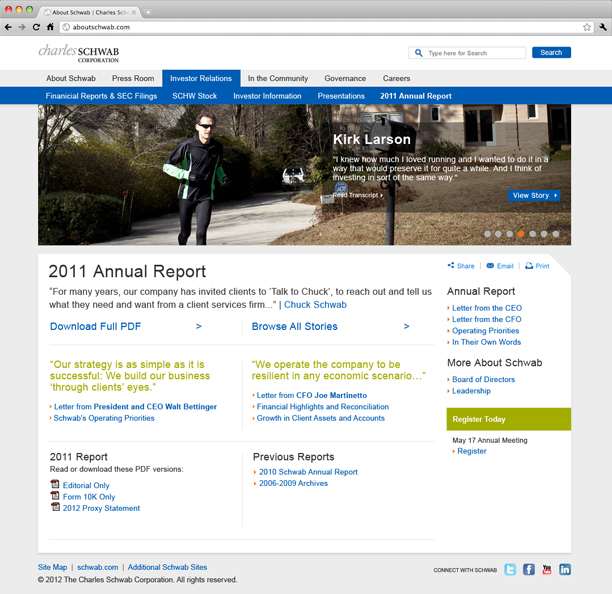 About Schwab | Charles Sch
aboutschwab.com
charles SCHWAB
CORPORATION
Type here for Search
Search
About Schwab
Press Room
Investor Relations
In the Community
Governance
Careers
Finanicial Reports & SEC Filings
SCHW Stock
Investor Information
Presentations
2011 Annual Report
Kirk Larson
"I knew how much I loved running and I wanted to do it in a
way that would preserve it for quite a while. And I think of
investing in sort of the same way."
Read Transcript
View Story
2011 Annual Report
"For many years, our company has invited clients to 'Talk to Chuck', to reach out and tell us
what they need and want from a client services firm..." | Chuck Schwab
Download Full PDF >
Browse All Stories >
"Our strategy is as simple as it is
successful: We build our business
'through clients' eyes."
Letter from President and CEO Walt Bettinger
Schwab's Operating Priorities
"We operate the company to be
resilient in any economic scenario…"
Letter from CFO Joe Martinetto
Financial Highlights and Reconciliation
Growth in Client Assets and Accounts
2011 Report
Read or download these PDF versions:
Editorial Only
Form 10K Only
2012 Proxy Statement
Previous Reports
2010 Schwab Annual Report
2006-2009 Archives
Share | Email | Print
Annual Report
Letter from the CEO
Letter from the CFO
Operating Priorities
In Their Own Words
More About Schwab
Board of Directors
Leadership
Register Today
May 17 Annual Meeting
Register
Site Map | schwab.com | Additional Schwab Sites
© 2012 The Charles Schwab Corporation. All rights reserved.
CONNECT WITH SCHWAB